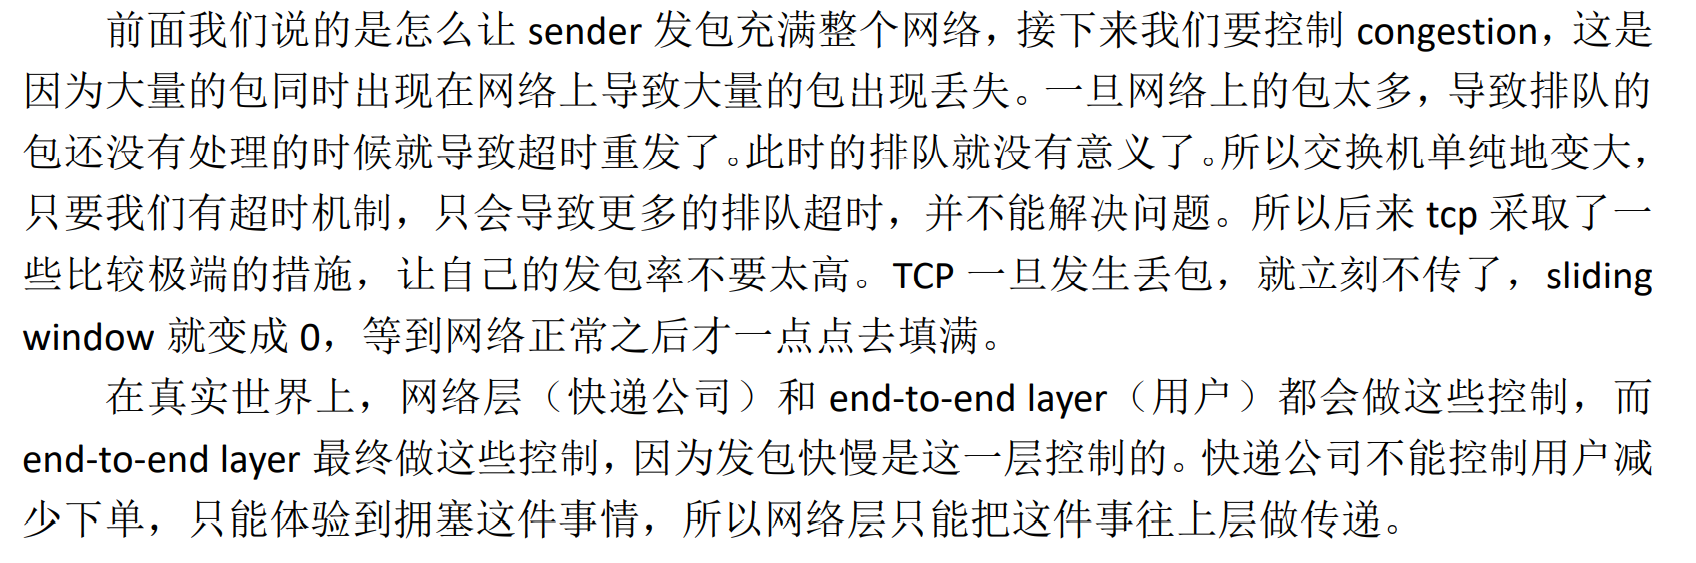 前面我们说的是怎么让 sender 发包充满整个网络，接下来我们要控制 congestion，这是
因为大量的包同时出现在网络上导致大量的包出现丢失。一旦网络上的包太多，导致排队的
包还没有处理的时候就导致超时重发了。此时的排队就没有意义了。所以交换机单纯地变大，
只要我们有超时机制，只会导致更多的排队超时，并不能解决问题。所以后来 tcp 采取了一
些比较极端的措施，让自己的发包率不要太高。TCP 一旦发生丢包，就立刻不传了，sliding
window 就变成 0，等到网络正常之后才一点点去填满。
在真实世界上，网络层（快递公司）和 end-to-end layer（用户）都会做这些控制，而
end-to-end layer 最终做这些控制，因为发包快慢是这一层控制的。快递公司不能控制用户减
少下单，只能体验到拥塞这件事情，所以网络层只能把这件事往上层做传递。